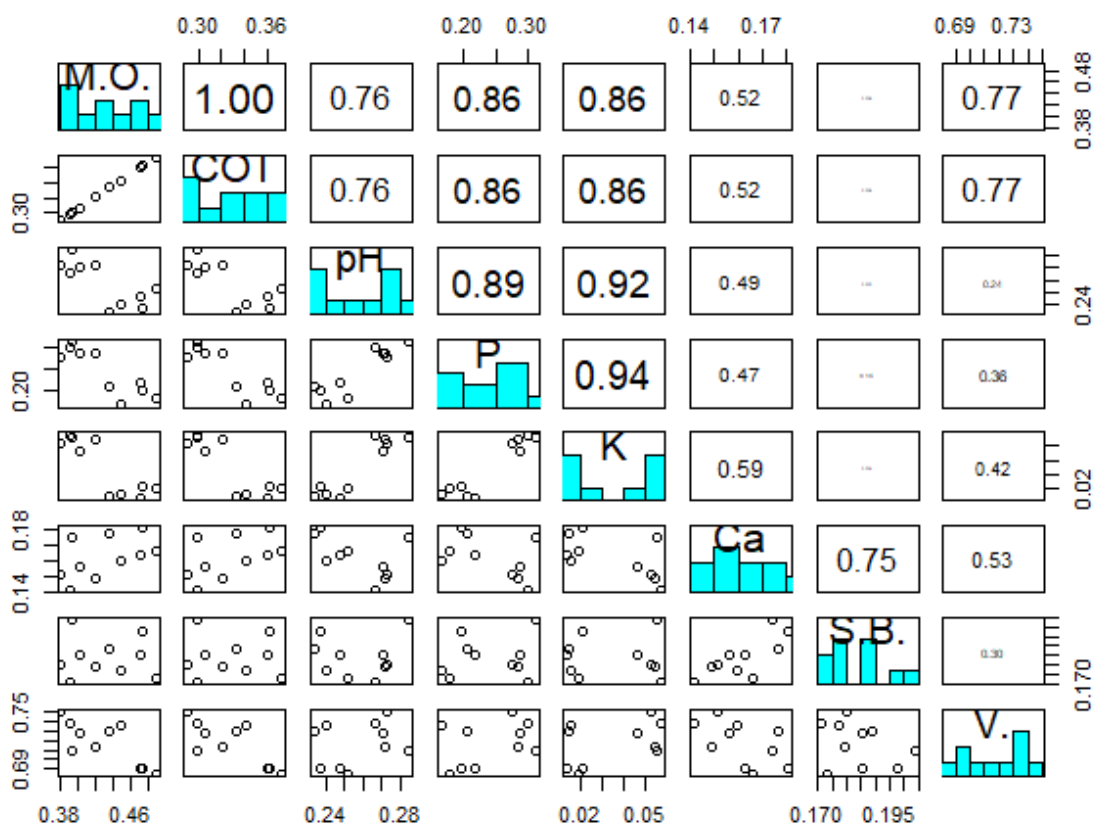 0.30 0.36 0.20 0.30 0.14 0.17 0.69 0.73
M.O. 1.00 0.76 0.86 0.86 0.52 0.77 0.38 0.48
0.30 COT 0.76 0.86 0.86 0.52 0.77
pH 0.89 0.92 0.49 0.24 0.24
0.20 P 0.94 0.47 0.36
K 0.59 0.42 0.02
0.14 0.18 Ca 0.75 0.53
S.B. 0.30 0.170
0.69 0.75 V.
0.38 0.46 0.24 0.28 0.02 0.05 0.170 0.195